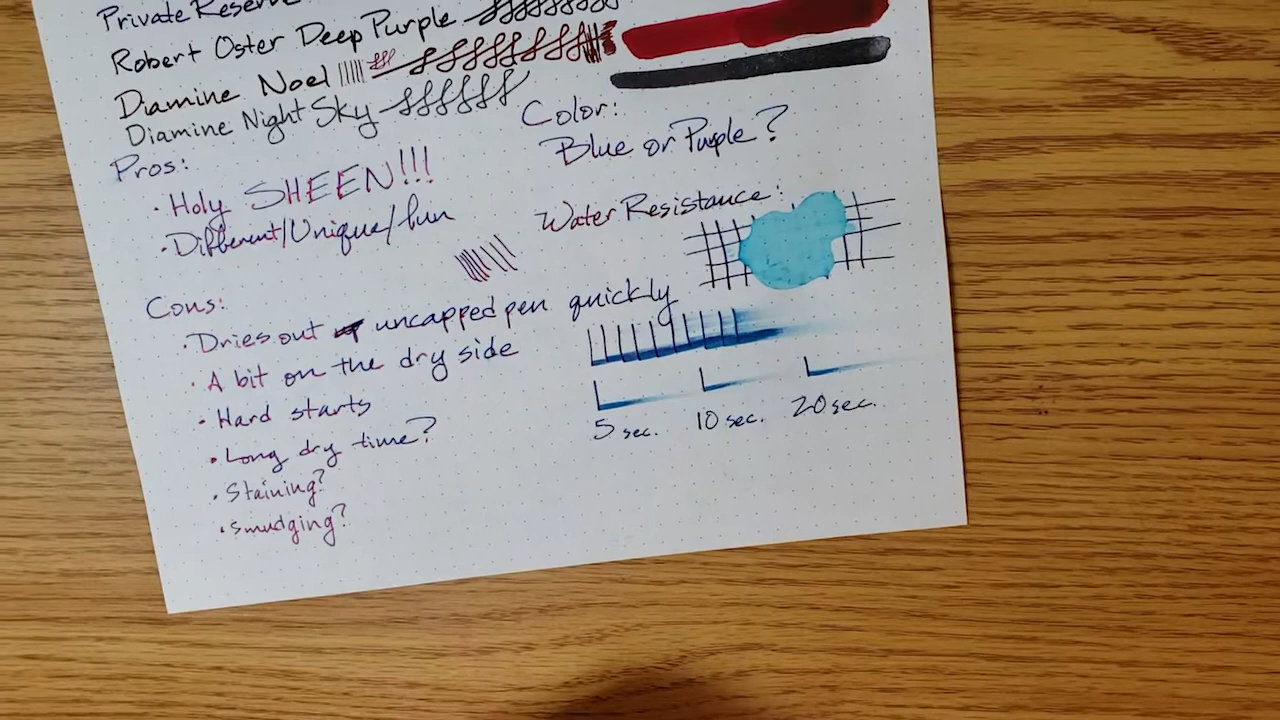 Private Reserve
Robert Oster Deep Purple
Diamine Noel
Diamine Night Sky
Pros:
· Holy SHEEN!!!
· Different/Unique/fun
Color:
Blue or Purple?
Water Resistance:
Cons:
· Dries out uncapped pen quickly
· A bit on the dry side
· Hard starts
· Long dry time?
· Staining?
· Smudging?
5 sec. 10 sec. 20 sec.